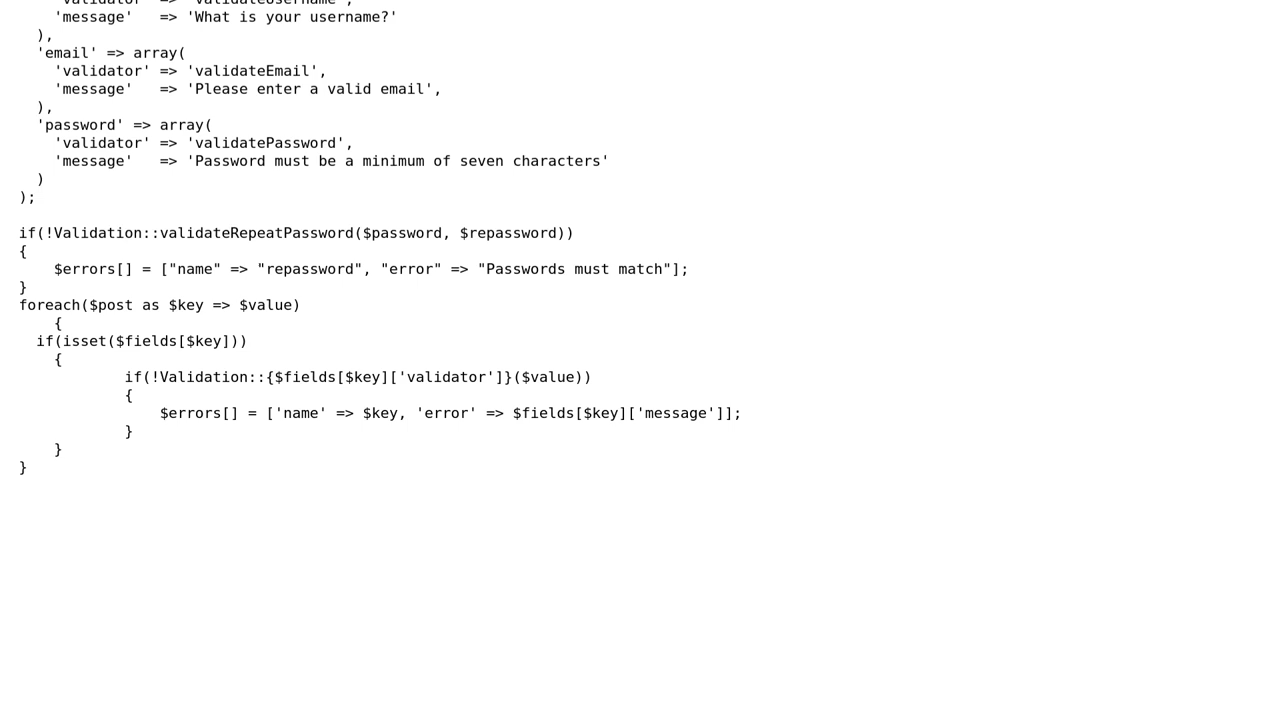 'validator' => 'validateUsername',
'message'   => 'What is your username?'
),
'email' => array(
'validator' => 'validateEmail',
'message'   => 'Please enter a valid email',
),
'password' => array(
'validator' => 'validatePassword',
'message'   => 'Password must be a minimum of seven characters'
)
);
if(!Validation::validateRepeatPassword($password, $repassword))
{
$errors[] = ["name" => "repassword", "error" => "Passwords must match"];
}
foreach($post as $key => $value)
{
if(isset($fields[$key]))
{
if(!Validation::{$fields[$key]['validator']}($value))
{
$errors[] = ['name' => $key, 'error' => $fields[$key]['message']];
}
}
}